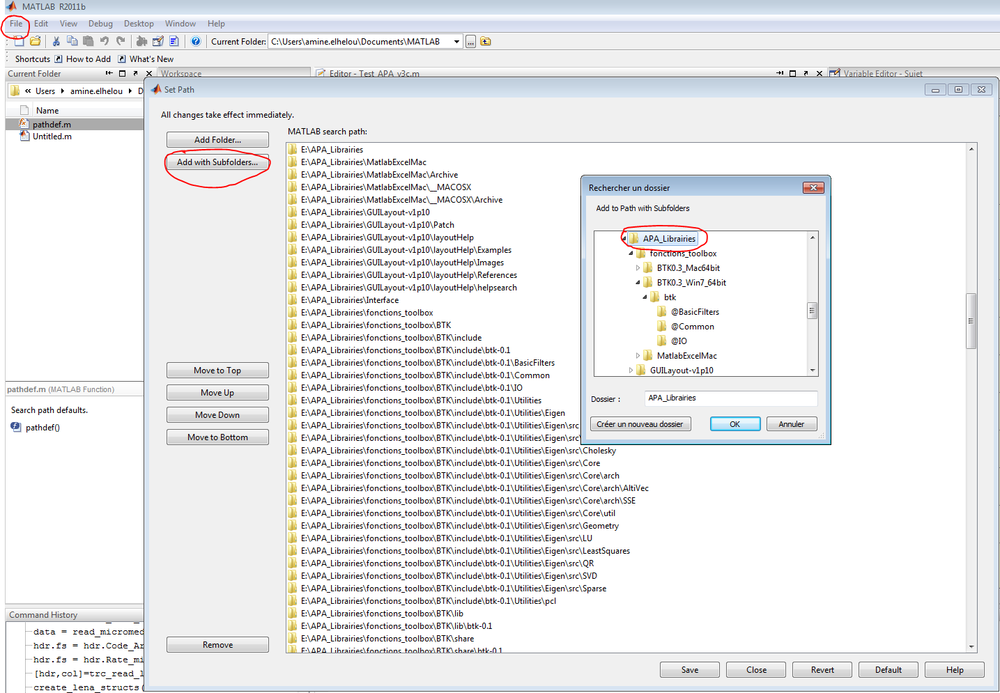 MATLAB R2011b
File Edit View Debug Desktop Window Help
Current Folder: C:\Users\amine.elhelou\Documents\MATLAB ...
Shortcuts How to Add What's New
Current Folder
Workspace
Editor - Test_APA_v3c.m
Variable Editor - Sujet
« Users amine.elhelou D
Name
pathdef.m
Untitled.m
pathdef.m (MATLAB Function)
Search path defaults.
pathdef()
Command History
data = read_micromed
hdr.fs = hdr.Code_Ar
hdr.fs = hdr.Rate_mi
[hdr,col]=trc_read_l
create_lena_structs(
Set Path
All changes take effect immediately.
Add Folder...
Add with Subfolders...
Move to Top
Move Up
Move Down
Move to Bottom
Remove
MATLAB search path:
E:\APA_Librairies
E:\APA_Librairies\MatlabExcelMac
E:\APA_Librairies\MatlabExcelMac\Archive
E:\APA_Librairies\MatlabExcelMac\__MACOSX
E:\APA_Librairies\MatlabExcelMac\__MACOSX\Archive
E:\APA_Librairies\GUILayout-v1p10
E:\APA_Librairies\GUILayout-v1p10\Patch
E:\APA_Librairies\GUILayout-v1p10\layoutHelp
E:\APA_Librairies\GUILayout-v1p10\layoutHelp\Examples
E:\APA_Librairies\GUILayout-v1p10\layoutHelp\Images
E:\APA_Librairies\GUILayout-v1p10\layoutHelp\References
E:\APA_Librairies\GUILayout-v1p10\layoutHelp\helpsearch
E:\APA_Librairies\Interface
E:\APA_Librairies\fonctions_toolbox
E:\APA_Librairies\fonctions_toolbox\BTK
E:\APA_Librairies\fonctions_toolbox\BTK\include
E:\APA_Librairies\fonctions_toolbox\BTK\include\btk-0.1
E:\APA_Librairies\fonctions_toolbox\BTK\include\btk-0.1\BasicFilters
E:\APA_Librairies\fonctions_toolbox\BTK\include\btk-0.1\Common
E:\APA_Librairies\fonctions_toolbox\BTK\include\btk-0.1\IO
E:\APA_Librairies\fonctions_toolbox\BTK\include\btk-0.1\Utilities
E:\APA_Librairies\fonctions_toolbox\BTK\include\btk-0.1\Utilities\Eigen
E:\APA_Librairies\fonctions_toolbox\BTK\include\btk-0.1\Utilities\Eigen\src
E:\APA_Librairies\fonctions_toolbox\BTK\include\btk-0.1\Utilities\Eigen\src\
E:\APA_Librairies\fonctions_toolbox\BTK\include\btk-0.1\Utilities\Eigen\src\Cholesky
E:\APA_Librairies\fonctions_toolbox\BTK\include\btk-0.1\Utilities\Eigen\src\Core
E:\APA_Librairies\fonctions_toolbox\BTK\include\btk-0.1\Utilities\Eigen\src\Core\arch
E:\APA_Librairies\fonctions_toolbox\BTK\include\btk-0.1\Utilities\Eigen\src\Core\arch\AltiVec
E:\APA_Librairies\fonctions_toolbox\BTK\include\btk-0.1\Utilities\Eigen\src\Core\arch\SSE
E:\APA_Librairies\fonctions_toolbox\BTK\include\btk-0.1\Utilities\Eigen\src\Core\util
E:\APA_Librairies\fonctions_toolbox\BTK\include\btk-0.1\Utilities\Eigen\src\Geometry
E:\APA_Librairies\fonctions_toolbox\BTK\include\btk-0.1\Utilities\Eigen\src\LU
E:\APA_Librairies\fonctions_toolbox\BTK\include\btk-0.1\Utilities\Eigen\src\LeastSquares
E:\APA_Librairies\fonctions_toolbox\BTK\include\btk-0.1\Utilities\Eigen\src\QR
E:\APA_Librairies\fonctions_toolbox\BTK\include\btk-0.1\Utilities\Eigen\src\SVD
E:\APA_Librairies\fonctions_toolbox\BTK\include\btk-0.1\Utilities\Eigen\src\Sparse
E:\APA_Librairies\fonctions_toolbox\BTK\include\btk-0.1\Utilities\pcl
E:\APA_Librairies\fonctions_toolbox\BTK\lib
E:\APA_Librairies\fonctions_toolbox\BTK\lib\btk-0.1
E:\APA_Librairies\fonctions_toolbox\BTK\share
E:\APA_Librairies\fonctions_toolbox\BTK\share\btk-0.1
Save Close Revert Default Help
Rechercher un dossier
Add to Path with Subfolders
APA_Librairies
fonctions_toolbox
BTK0.3_Mac64bit
BTK0.3_Win7_64bit
btk
@BasicFilters
@Common
@IO
MatlabExcelMac
GUILayout-v1p10
Dossier : APA_Librairies
Créer un nouveau dossier OK Annuler